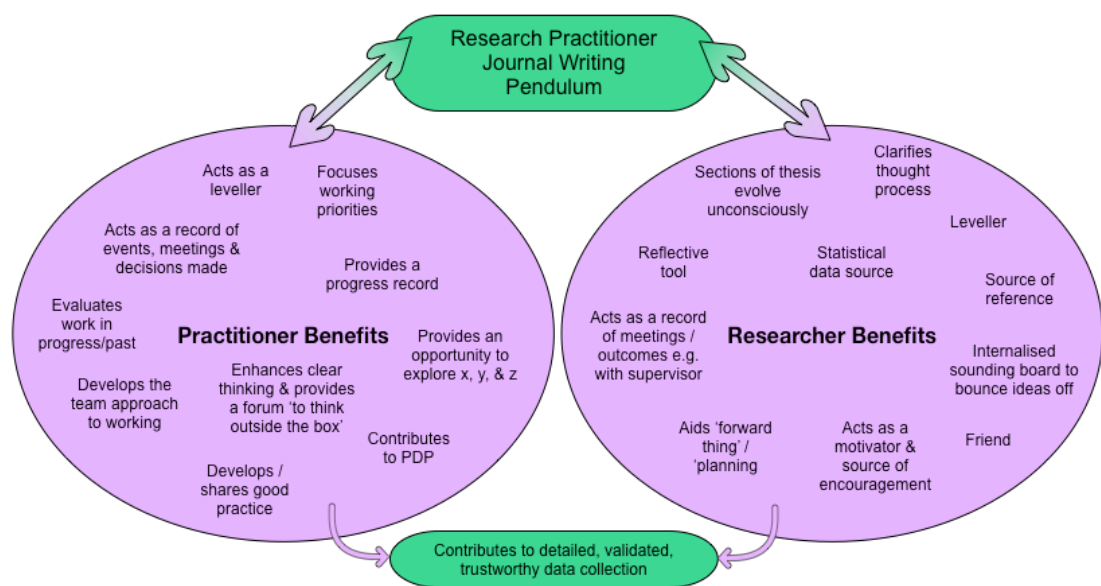 Research Practitioner
Journal Writing
Pendulum
Acts as a
leveller
Focuses
working
priorities
Acts as a record of
events, meetings &
decisions made
Provides a
progress record
Evaluates
work in
progress/past
Practitioner Benefits
Provides an
opportunity to
explore x, y, & z
Enhances clear
thinking & provides
a forum ‘to think
outside the box’
Develops the
team approach
to working
Contributes
to PDP
Develops /
shares good
practice
Sections of thesis
evolve
unconsciously
Clarifies
thought
process
Leveller
Reflective
tool
Statistical
data source
Source of
reference
Acts as a record
of meetings /
outcomes e.g.
with supervisor
Researcher Benefits
Internalised
sounding board to
bounce ideas off
Aids ‘forward
thing’ /
‘planning
Acts as a
motivator &
source of
encouragement
Friend
Contributes to detailed, validated,
trustworthy data collection